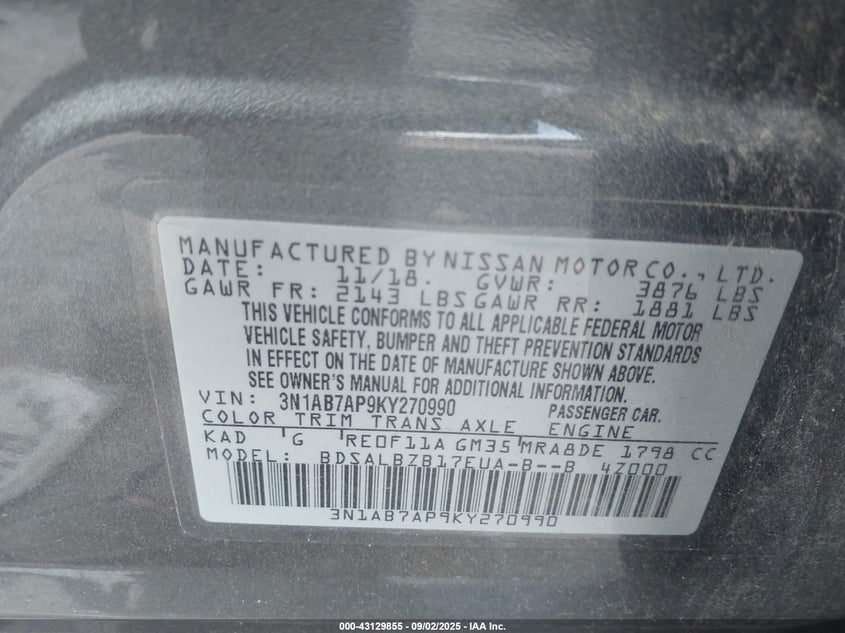 MANUFACTURED BY NISSAN MOTOR CO., LTD.
DATE: 11/18. GVWR: 3876 LBS
GAWR FR: 2143 LBS GAWR RR: 1881 LBS
THIS VEHICLE CONFORMS TO ALL APPLICABLE FEDERAL MOTOR
VEHICLE SAFETY, BUMPER AND THEFT PREVENTION STANDARDS
IN EFFECT ON THE DATE OF MANUFACTURE SHOWN ABOVE.
SEE OWNER'S MANUAL FOR ADDITIONAL INFORMATION.
VIN: 3N1AB7AP9KY270990 PASSENGER CAR.
COLOR TRIM TRANS AXLE ENGINE
KAD G RE0F11A GM35 MRA8DE 1798 CC
MODEL: BDSALBZB17EUA-B--B 4Z000
3N1AB7AP9KY270990
000-43129855 - 09/02/2025 - IAA Inc.